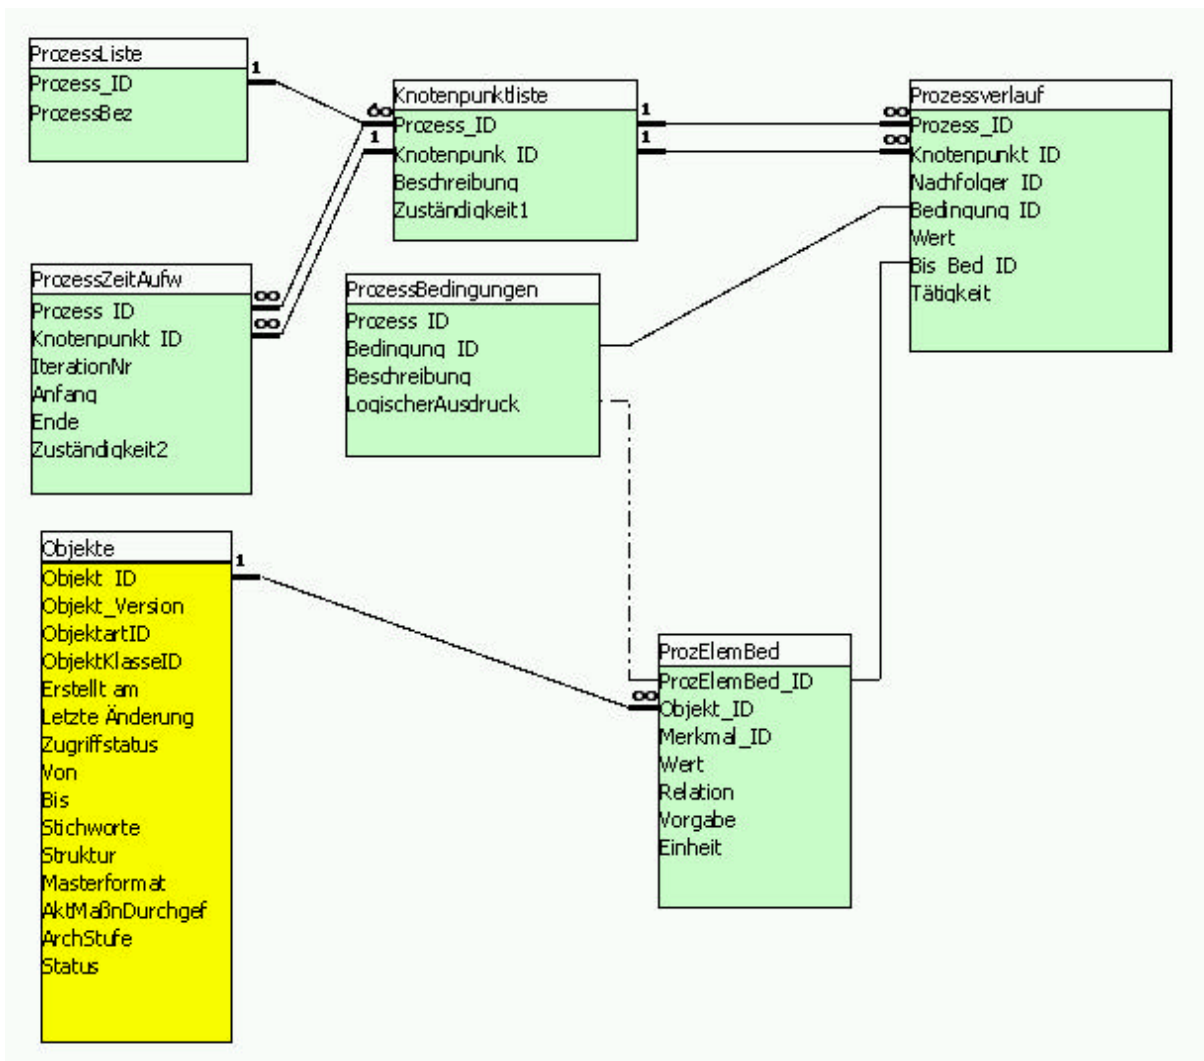 ProzessListe
1
Prozess_ID
ProzessBez
Knotenpunktliste
∞
Prozess_ID
1
Knotenpunk ID
Beschreibung
Zuständigkeit1
1
1
Prozessverlauf
∞
Prozess_ID
∞
Knotenpunkt ID
Nachfolger ID
Bedingung ID
Wert
Bis Bed ID
Tätigkeit
ProzessZeitAufw
∞
Prozess ID
∞
Knotenpunkt ID
IterationNr
Anfang
Ende
Zuständigkeit2
ProzessBedingungen
Prozess ID
Bedingung ID
Beschreibung
LogischerAusdruck
Objekte
1
Objekt ID
Objekt_Version
ObjektartID
ObjektKlasseID
Erstellt am
Letzte Änderung
Zugriffstatus
Von
Bis
Stichworte
Struktur
Masterformat
AktMaßnDurchgef
ArchStufe
Status
ProzElemBed
ProzElemBed_ID
∞
Objekt_ID
Merkmal_ID
Wert
Relation
Vorgabe
Einheit